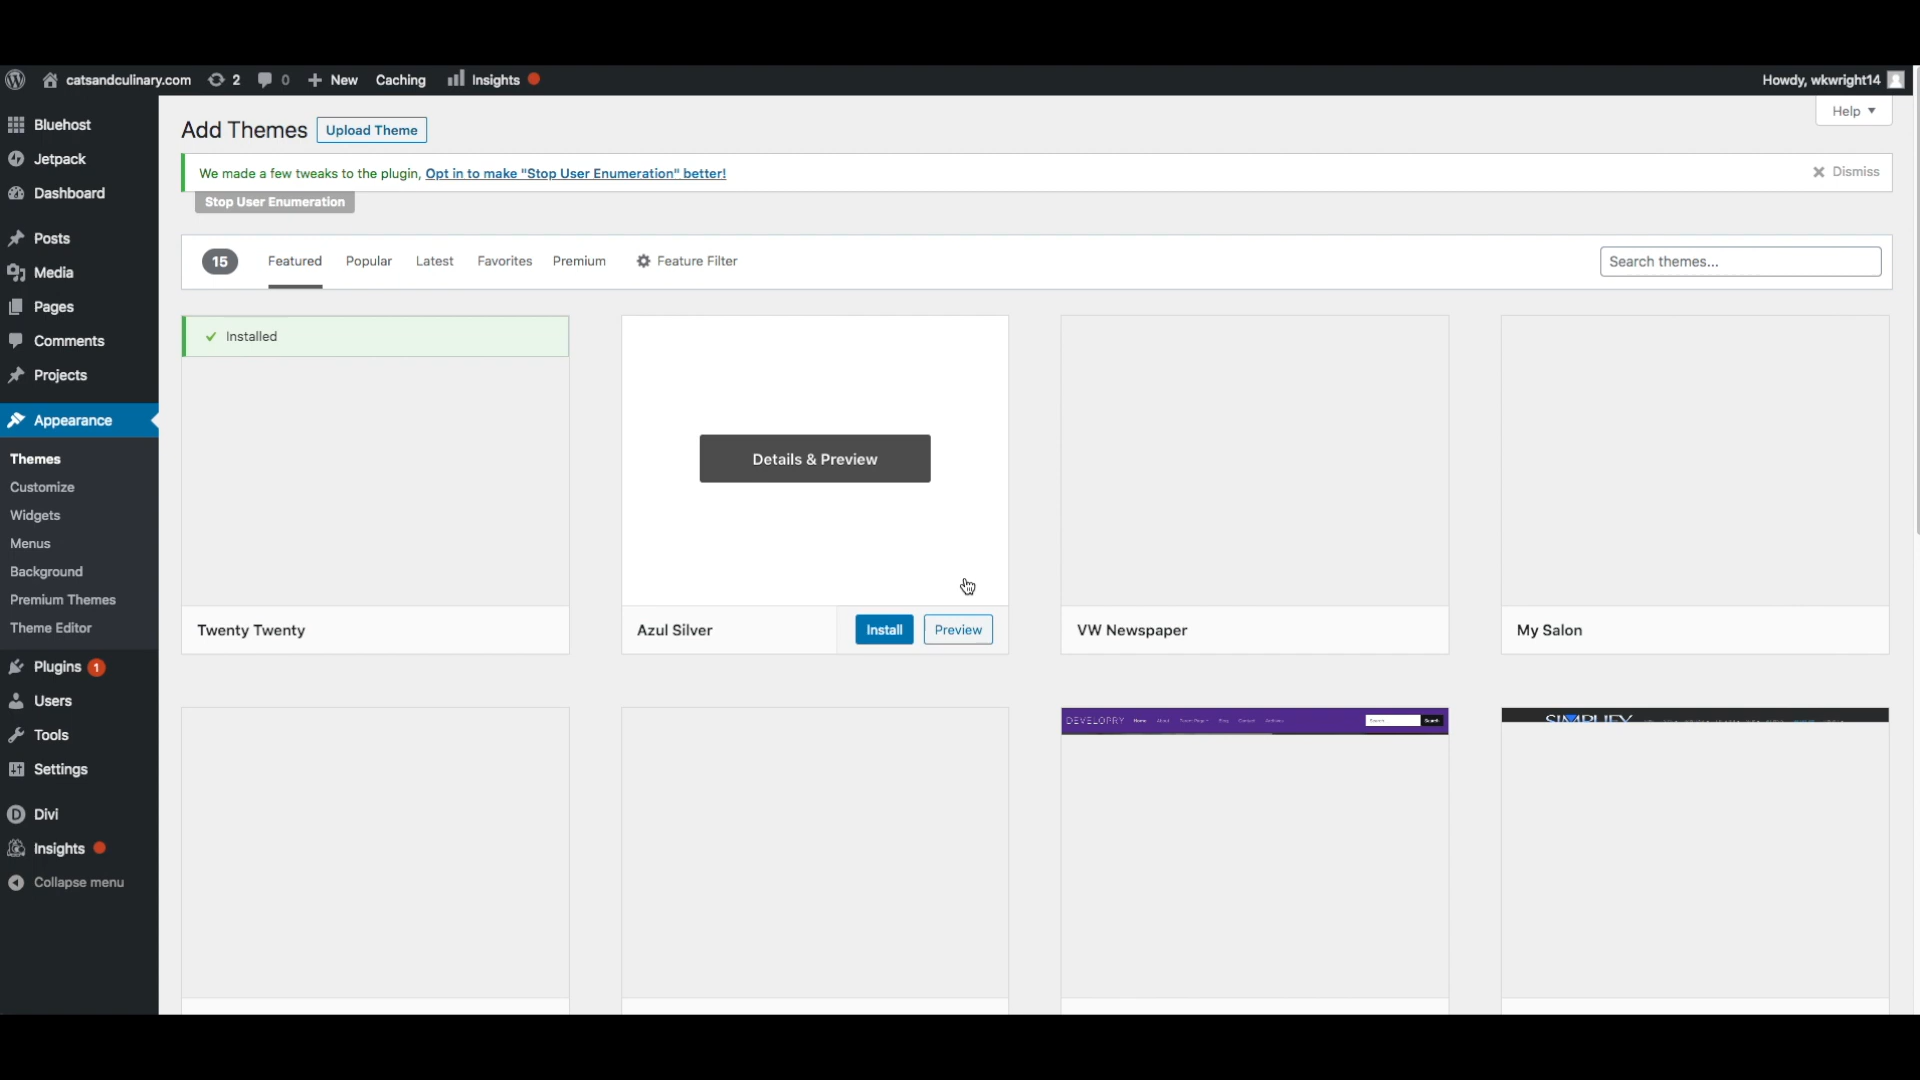 catsandculinary.com 2 0 New Caching Insights Howdy, wkwright14
Bluehost
Jetpack
Dashboard
Posts
Media
Pages
Comments
Projects
Appearance
Themes
Customize
Widgets
Menus
Background
Premium Themes
Theme Editor
Plugins 1
Users
Tools
Settings
Divi
Insights
Collapse menu
Help
Add Themes Upload Theme
We made a few tweaks to the plugin, Opt in to make "Stop User Enumeration" better! Dismiss
Stop User Enumeration
15 Featured Popular Latest Favorites Premium Feature Filter Search themes...
Installed
Details & Preview
Twenty Twenty
Azul Silver Install Preview
VW Newspaper
My Salon
DEVELOPRY Home About Blog Contact Search
SIMPLIFY